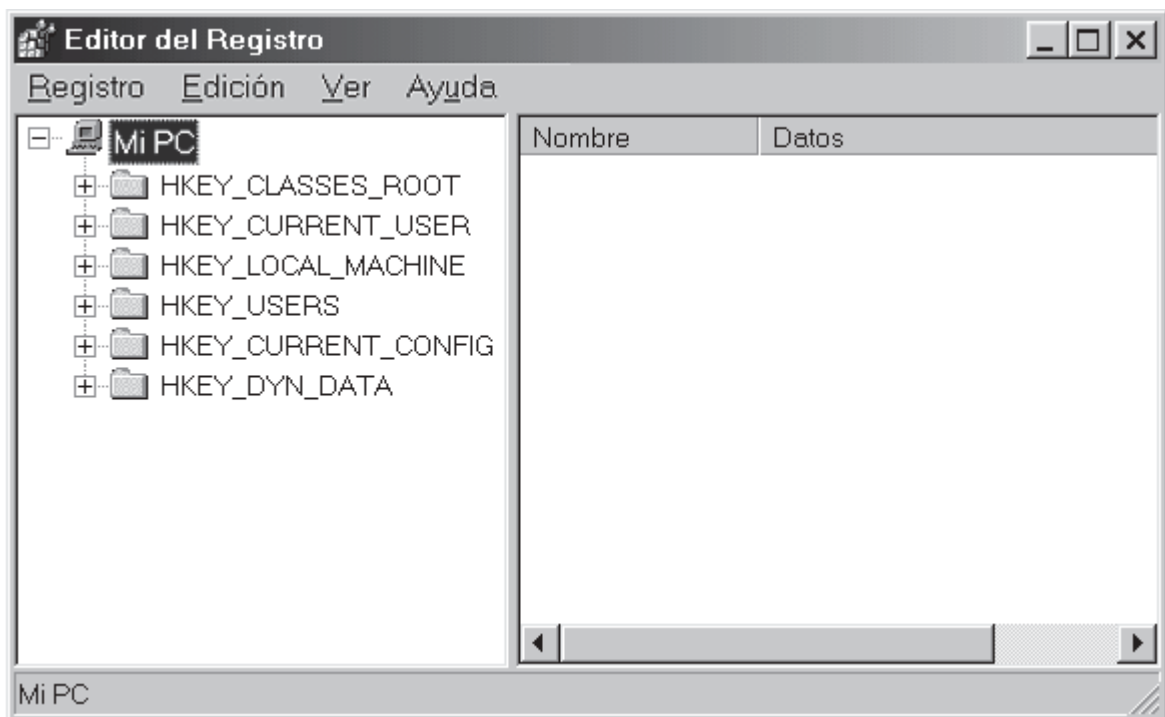 Editor del Registro
Registro Edición Ver Ayuda
Mi PC
HKEY_CLASSES_ROOT
HKEY_CURRENT_USER
HKEY_LOCAL_MACHINE
HKEY_USERS
HKEY_CURRENT_CONFIG
HKEY_DYN_DATA
Nombre Datos
Mi PC